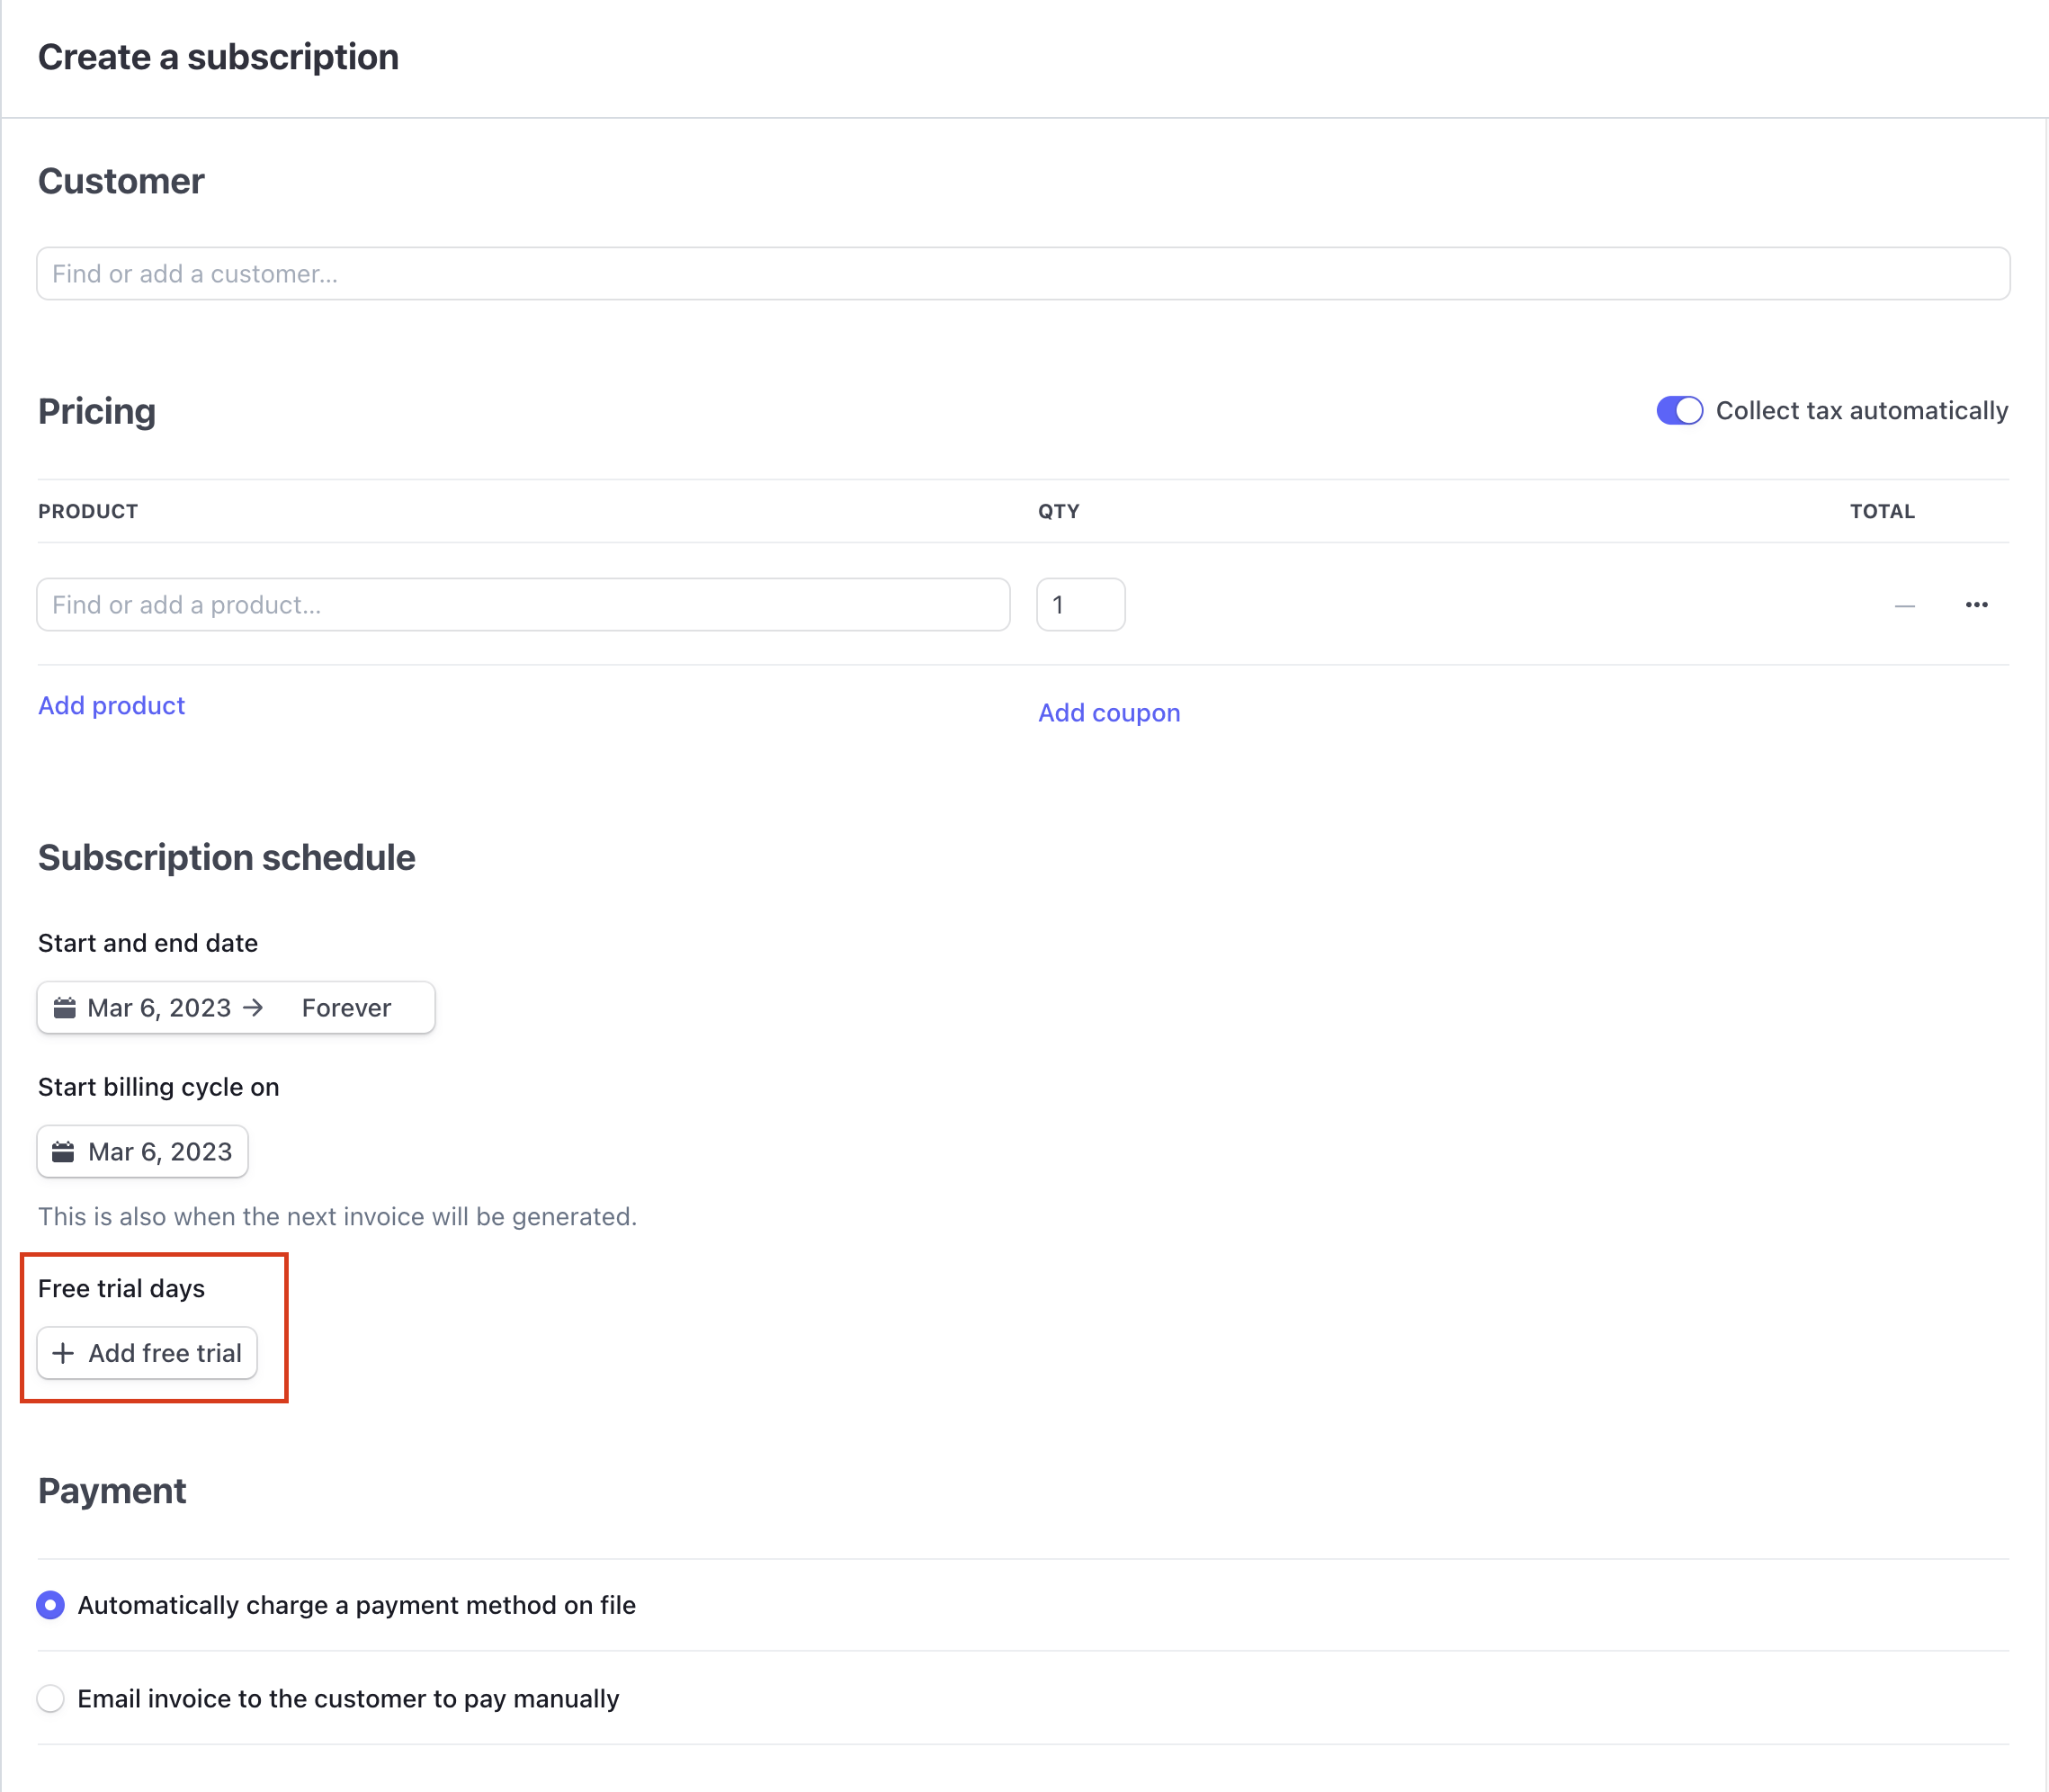 Create a subscription
Customer
Find or add a customer...
Pricing
Collect tax automatically
PRODUCT QTY TOTAL
Find or add a product... 1 — •••
Add product Add coupon
Subscription schedule
Start and end date
Mar 6, 2023 → Forever
Start billing cycle on
Mar 6, 2023
This is also when the next invoice will be generated.
Free trial days
+ Add free trial
Payment
Automatically charge a payment method on file
Email invoice to the customer to pay manually